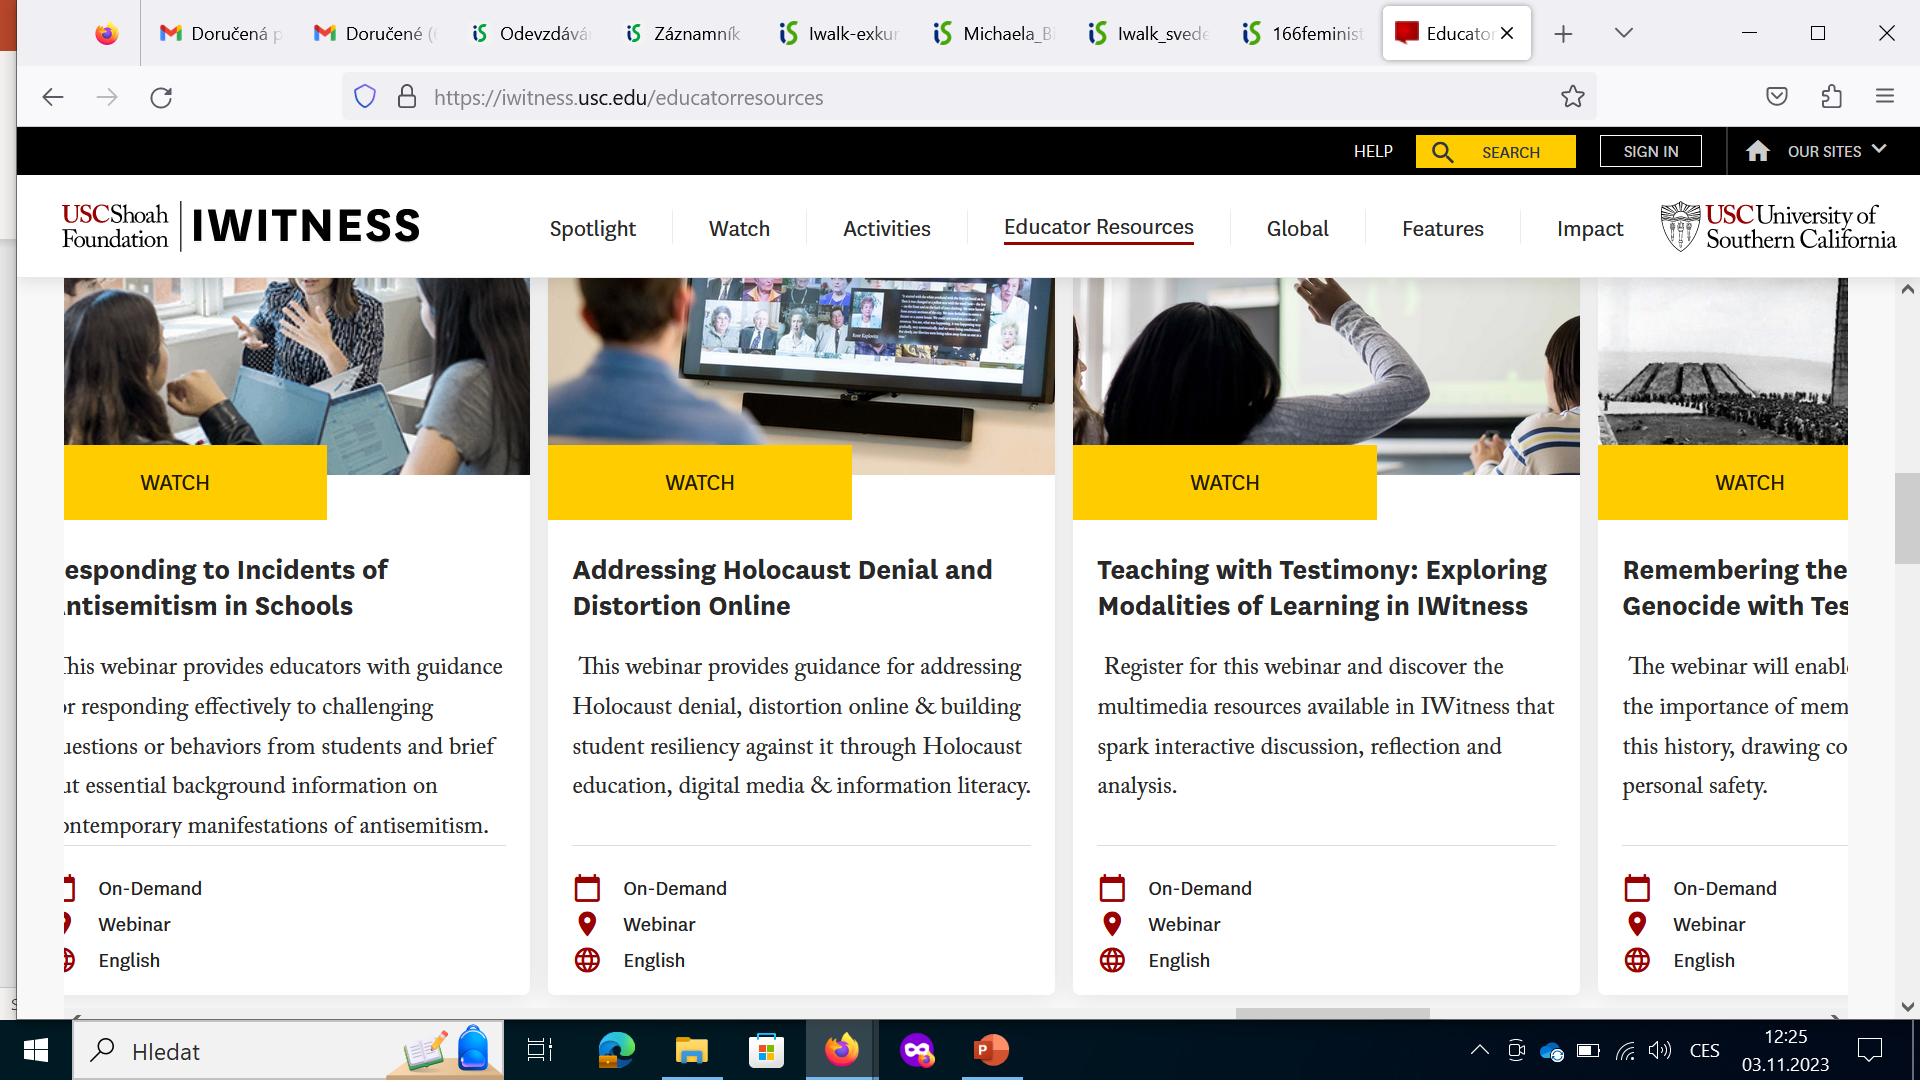 Doručená p
Doručené (
Odevzdává
Záznamník
Iwalk-exkur
Michaela_B
Iwalk_svede
166feminist
Educator
https://iwitness.usc.edu/educatorresources
HELP
SEARCH
SIGN IN
OUR SITES
USC Shoah
Foundation
IWITNESS
Spotlight
Watch
Activities
Educator Resources
Global
Features
Impact
USC University of
Southern California
WATCH
esponding to Incidents of
ntisemitism in Schools
This webinar provides educators with guidance
or responding effectively to challenging
uestions or behaviors from students and brief
ut essential background information on
ontemporary manifestations of antisemitism.
On-Demand
Webinar
English
WATCH
Addressing Holocaust Denial and
Distortion Online
This webinar provides guidance for addressing
Holocaust denial, distortion online & building
student resiliency against it through Holocaust
education, digital media & information literacy.
On-Demand
Webinar
English
WATCH
Teaching with Testimony: Exploring
Modalities of Learning in IWitness
Register for this webinar and discover the
multimedia resources available in IWitness that
spark interactive discussion, reflection and
analysis.
On-Demand
Webinar
English
WATCH
Remembering the
Genocide with Tes
The webinar will enabl
the importance of mem
this history, drawing co
personal safety.
On-Demand
Webinar
English
Hledat
P
CES
12:25
03.11.2023